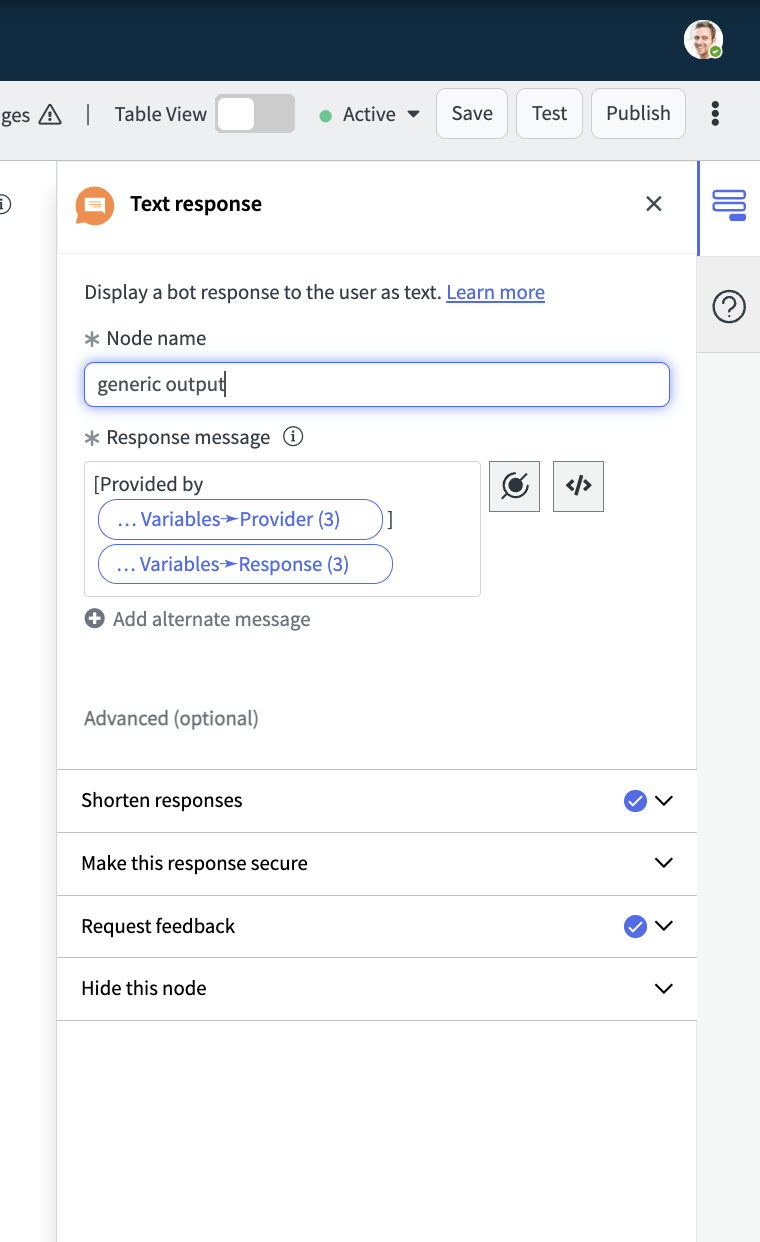 ges | Table View Active Save Test Publish
Text response
Display a bot response to the user as text. Learn more
* Node name
generic output
* Response message
[Provided by
... Variables➛Provider (3) ]
... Variables➛Response (3)
Add alternate message
Advanced (optional)
Shorten responses
Make this response secure
Request feedback
Hide this node